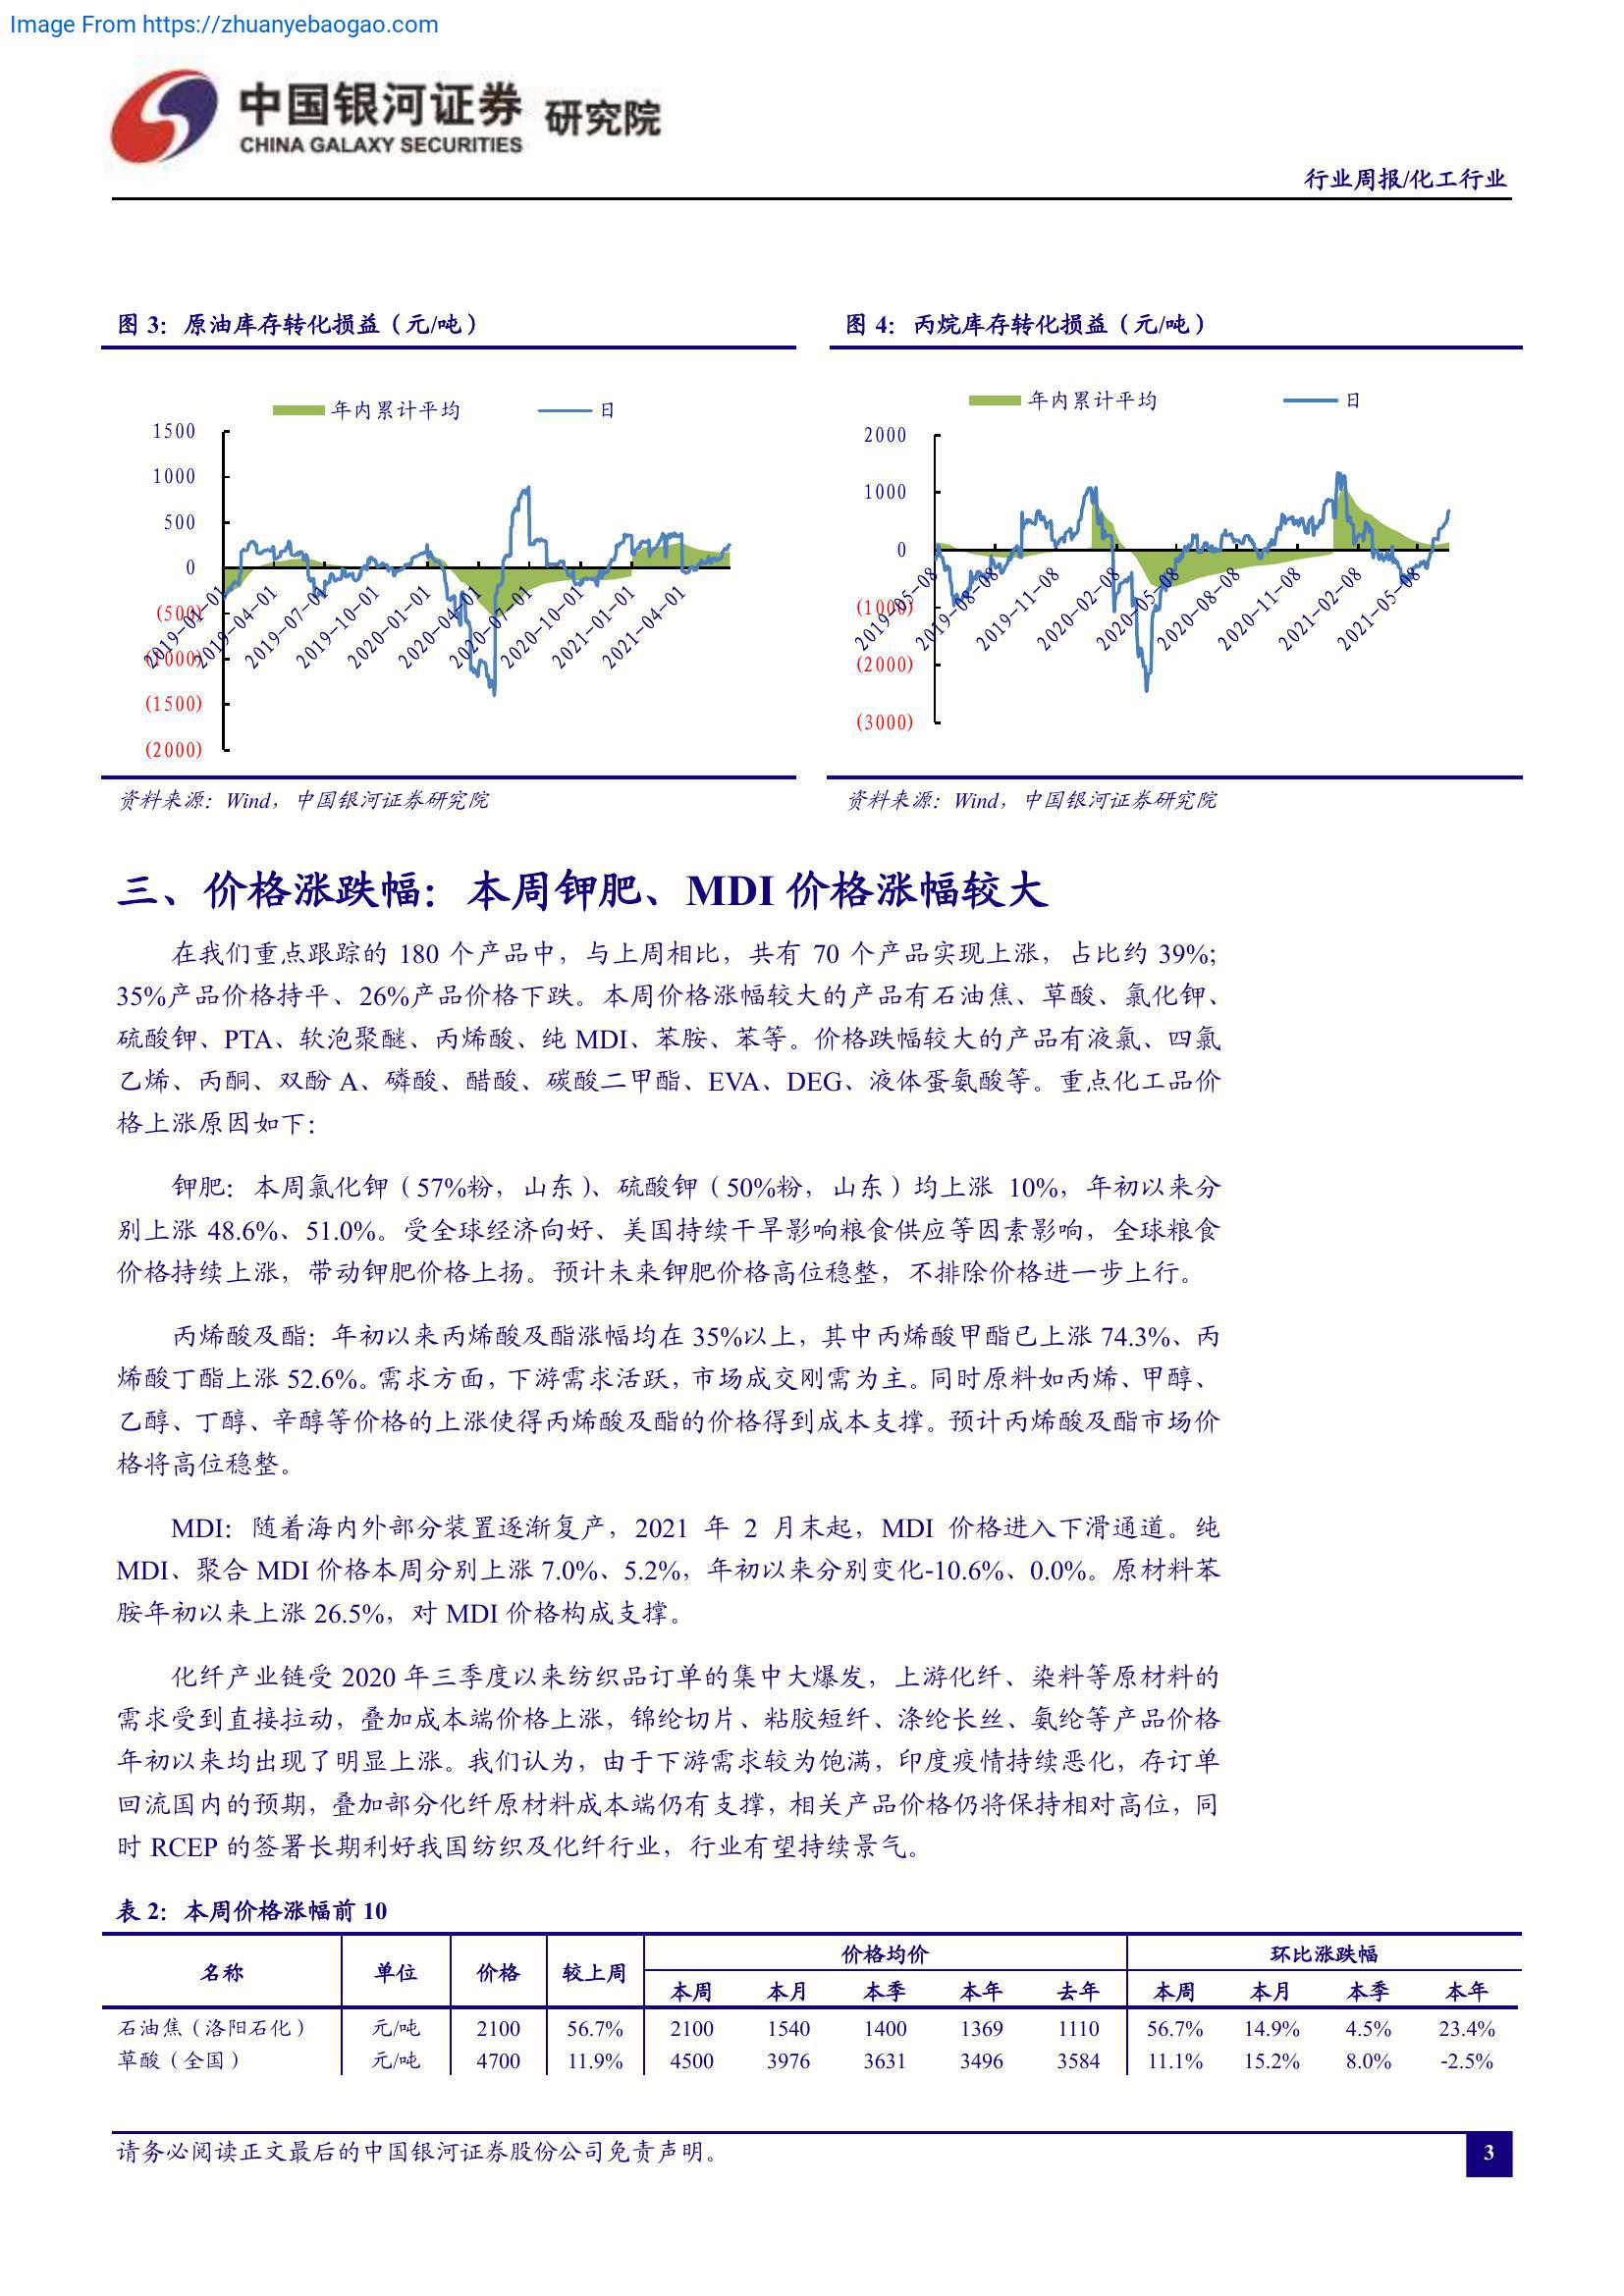 Image From https://zhuanyebaogao.com
中国银河证券 研究院
CHINA GALAXY SECURITIES
行业周报/化工行业
图 3：原油库存转化损益（元/吨）
年内累计平均 日
1500
1000
500
0
(500)
(1000)
(1500)
(2000)
2019-01-01 2019-04-01 2019-07-01 2019-10-01 2020-01-01 2020-04-01 2020-07-01 2020-10-01 2021-01-01 2021-04-01
资料来源：Wind，中国银河证券研究院
图 4：丙烷库存转化损益（元/吨）
年内累计平均 日
2000
1000
0
(1000)
(2000)
(3000)
2019-05-08 2019-08-08 2019-11-08 2020-02-08 2020-05-08 2020-08-08 2020-11-08 2021-02-08 2021-05-08
资料来源：Wind，中国银河证券研究院
三、价格涨跌幅：本周钾肥、MDI 价格涨幅较大
在我们重点跟踪的 180 个产品中，与上周相比，共有 70 个产品实现上涨，占比约 39%;
35%产品价格持平、26%产品价格下跌。本周价格涨幅较大的产品有石油焦、草酸、氯化钾、
硫酸钾、PTA、软泡聚醚、丙烯酸、纯 MDI、苯胺、苯等。价格跌幅较大的产品有液氯、四氯
乙烯、丙酮、双酚 A、磷酸、醋酸、碳酸二甲酯、EVA、DEG、液体蛋氨酸等。重点化工品价
格上涨原因如下：
钾肥：本周氯化钾（57%粉，山东）、硫酸钾（50%粉，山东）均上涨 10%，年初以来分
别上涨 48.6%、51.0%。受全球经济向好、美国持续干旱影响粮食供应等因素影响，全球粮食
价格持续上涨，带动钾肥价格上扬。预计未来钾肥价格高位稳整，不排除价格进一步上行。
丙烯酸及酯：年初以来丙烯酸及酯涨幅均在 35%以上，其中丙烯酸甲酯已上涨 74.3%、丙
烯酸丁酯上涨 52.6%。需求方面，下游需求活跃，市场成交刚需为主。同时原料如丙烯、甲醇、
乙醇、丁醇、辛醇等价格的上涨使得丙烯酸及酯的价格得到成本支撑。预计丙烯酸及酯市场价
格将高位稳整。
MDI：随着海内外部分装置逐渐复产，2021 年 2 月末起，MDI 价格进入下滑通道。纯
MDI、聚合 MDI 价格本周分别上涨 7.0%、5.2%，年初以来分别变化-10.6%、0.0%。原材料苯
胺年初以来上涨 26.5%，对 MDI 价格构成支撑。
化纤产业链受 2020 年三季度以来纺织品订单的集中大爆发，上游化纤、染料等原材料的
需求受到直接拉动，叠加成本端价格上涨，锦纶切片、粘胶短纤、涤纶长丝、氨纶等产品价格
年初以来均出现了明显上涨。我们认为，由于下游需求较为饱满，印度疫情持续恶化，存订单
回流国内的预期，叠加部分化纤原材料成本端仍有支撑，相关产品价格仍将保持相对高位，同
时 RCEP 的签署长期利好我国纺织及化纤行业，行业有望持续景气。
表 2：本周价格涨幅前 10
名称 单位 价格 较上周 价格均价 环比涨跌幅
本周 本月 本季 本年 去年 本周 本月 本季 本年
石油焦（洛阳石化） 元/吨 2100 56.7% 2100 1540 1400 1369 1110 56.7% 14.9% 4.5% 23.4%
草酸（全国） 元/吨 4700 11.9% 4500 3976 3631 3496 3584 11.1% 15.2% 8.0% -2.5%
请务必阅读正文最后的中国银河证券股份公司免责声明。
3